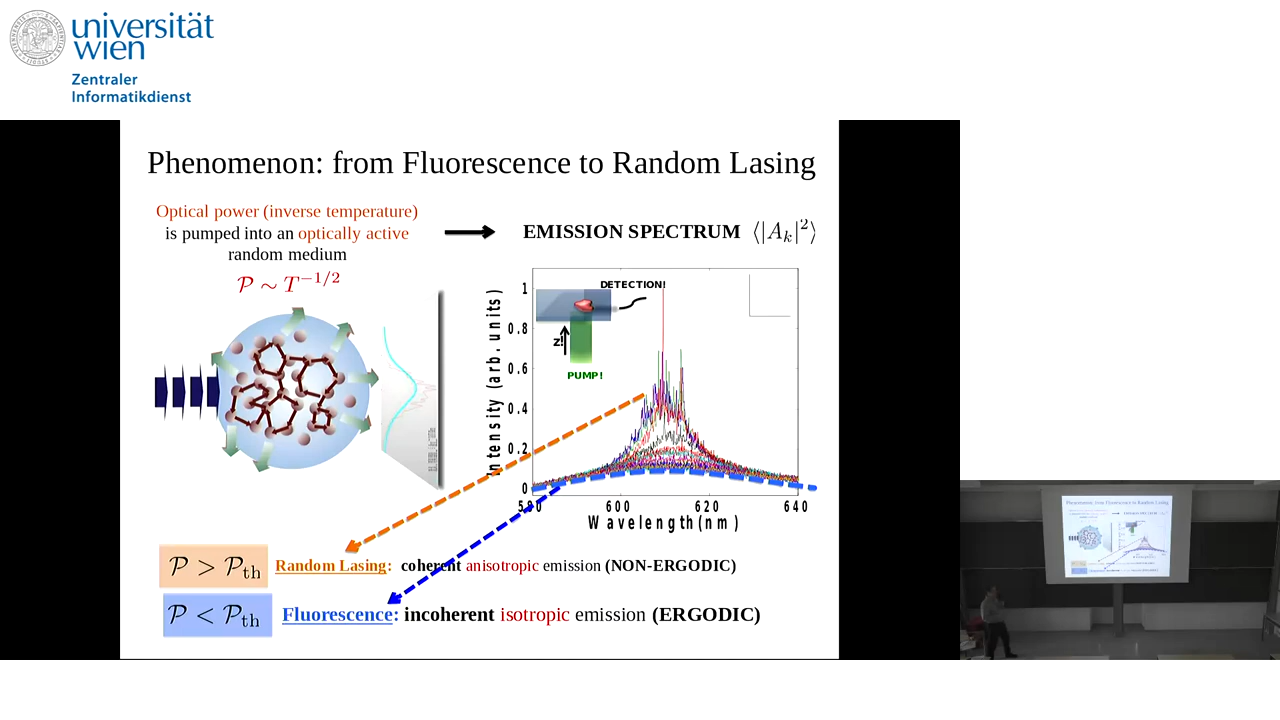 universität
wien
Zentraler
Informatikdienst
Phenomenon: from Fluorescence to Random Lasing
Optical power (inverse temperature)
is pumped into an optically active
random medium
𝒫 ∼ T^{−1/2}
EMISSION SPECTRUM ⟨|A_k|²⟩
DETECTION!
z!
PUMP!
Intensity (arb. units)
1
0.8
0.6
0.4
0.2
0
590 600 620 640
Wavelength(nm)
𝒫 > 𝒫_th Random Lasing: coherent anisotropic emission (NON-ERGODIC)
𝒫 < 𝒫_th Fluorescence: incoherent isotropic emission (ERGODIC)